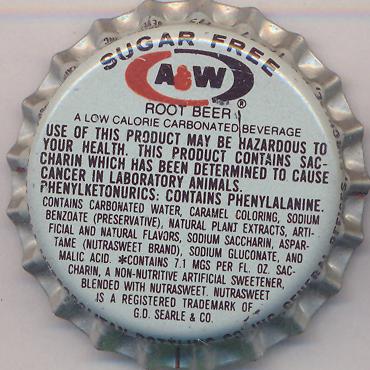 SUGAR FREE
A&W ®
ROOT BEER
A LOW CALORIE CARBONATED BEVERAGE
USE OF THIS PRODUCT MAY BE HAZARDOUS TO
YOUR HEALTH. THIS PRODUCT CONTAINS SAC-
CHARIN WHICH HAS BEEN DETERMINED TO CAUSE
CANCER IN LABORATORY ANIMALS.
PHENYLKETONURICS: CONTAINS PHENYLALANINE.
CONTAINS CARBONATED WATER, CARAMEL COLORING, SODIUM
BENZOATE (PRESERVATIVE), NATURAL PLANT EXTRACTS, ARTI-
FICIAL AND NATURAL FLAVORS, SODIUM SACCHARIN, ASPAR-
TAME (NUTRASWEET BRAND), SODIUM GLUCONATE, AND
MALIC ACID. *CONTAINS 7.1 MGS PER FL. OZ. SAC-
CHARIN, A NON-NUTRITIVE ARTIFICIAL SWEETENER,
BLENDED WITH NUTRASWEET. NUTRASWEET
IS A REGISTERED TRADEMARK OF
G.D. SEARLE & CO.